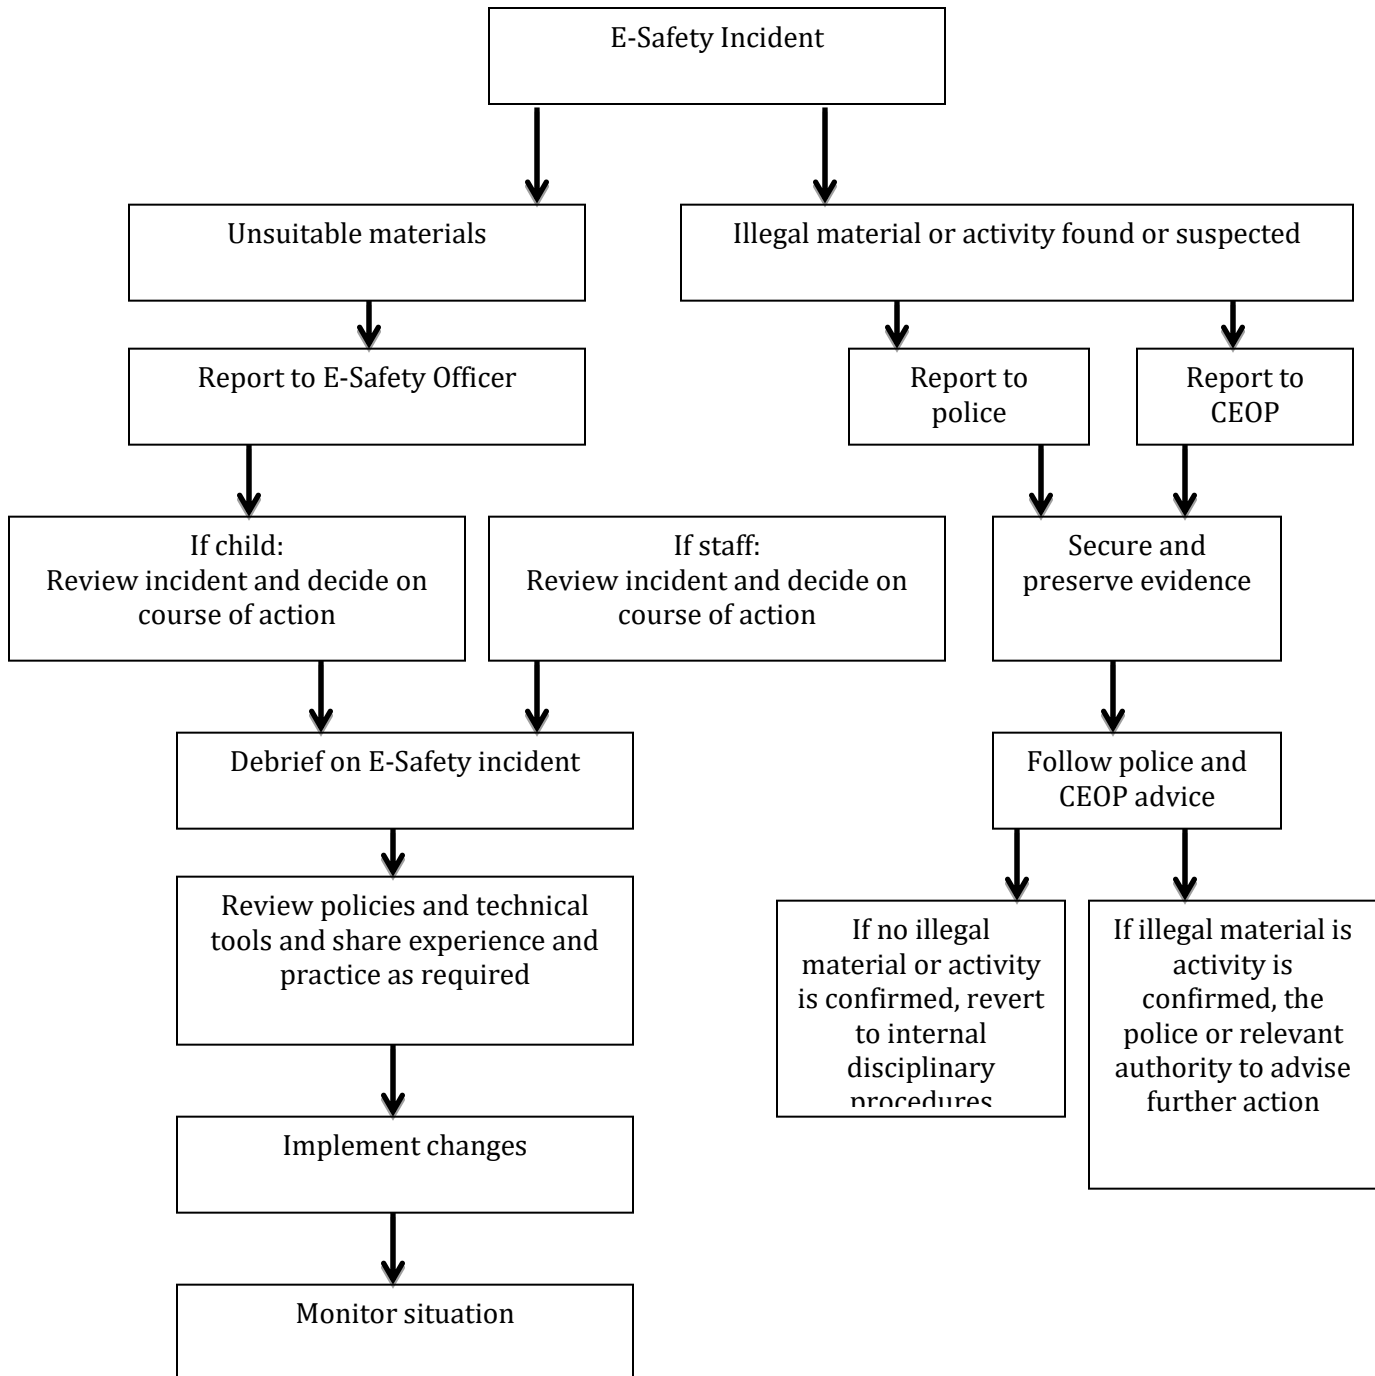 E-Safety Incident
Unsuitable materials
Illegal material or activity found or suspected
Report to E-Safety Officer
Report to
police
Report to
CEOP
If child:
Review incident and decide on
course of action
If staff:
Review incident and decide on
course of action
Secure and
preserve evidence
Debrief on E-Safety incident
Follow police and
CEOP advice
Review policies and technical
tools and share experience and
practice as required
If no illegal
material or activity
is confirmed, revert
to internal
disciplinary
procedures
If illegal material is
activity is
confirmed, the
police or relevant
authority to advise
further action
Implement changes
Monitor situation